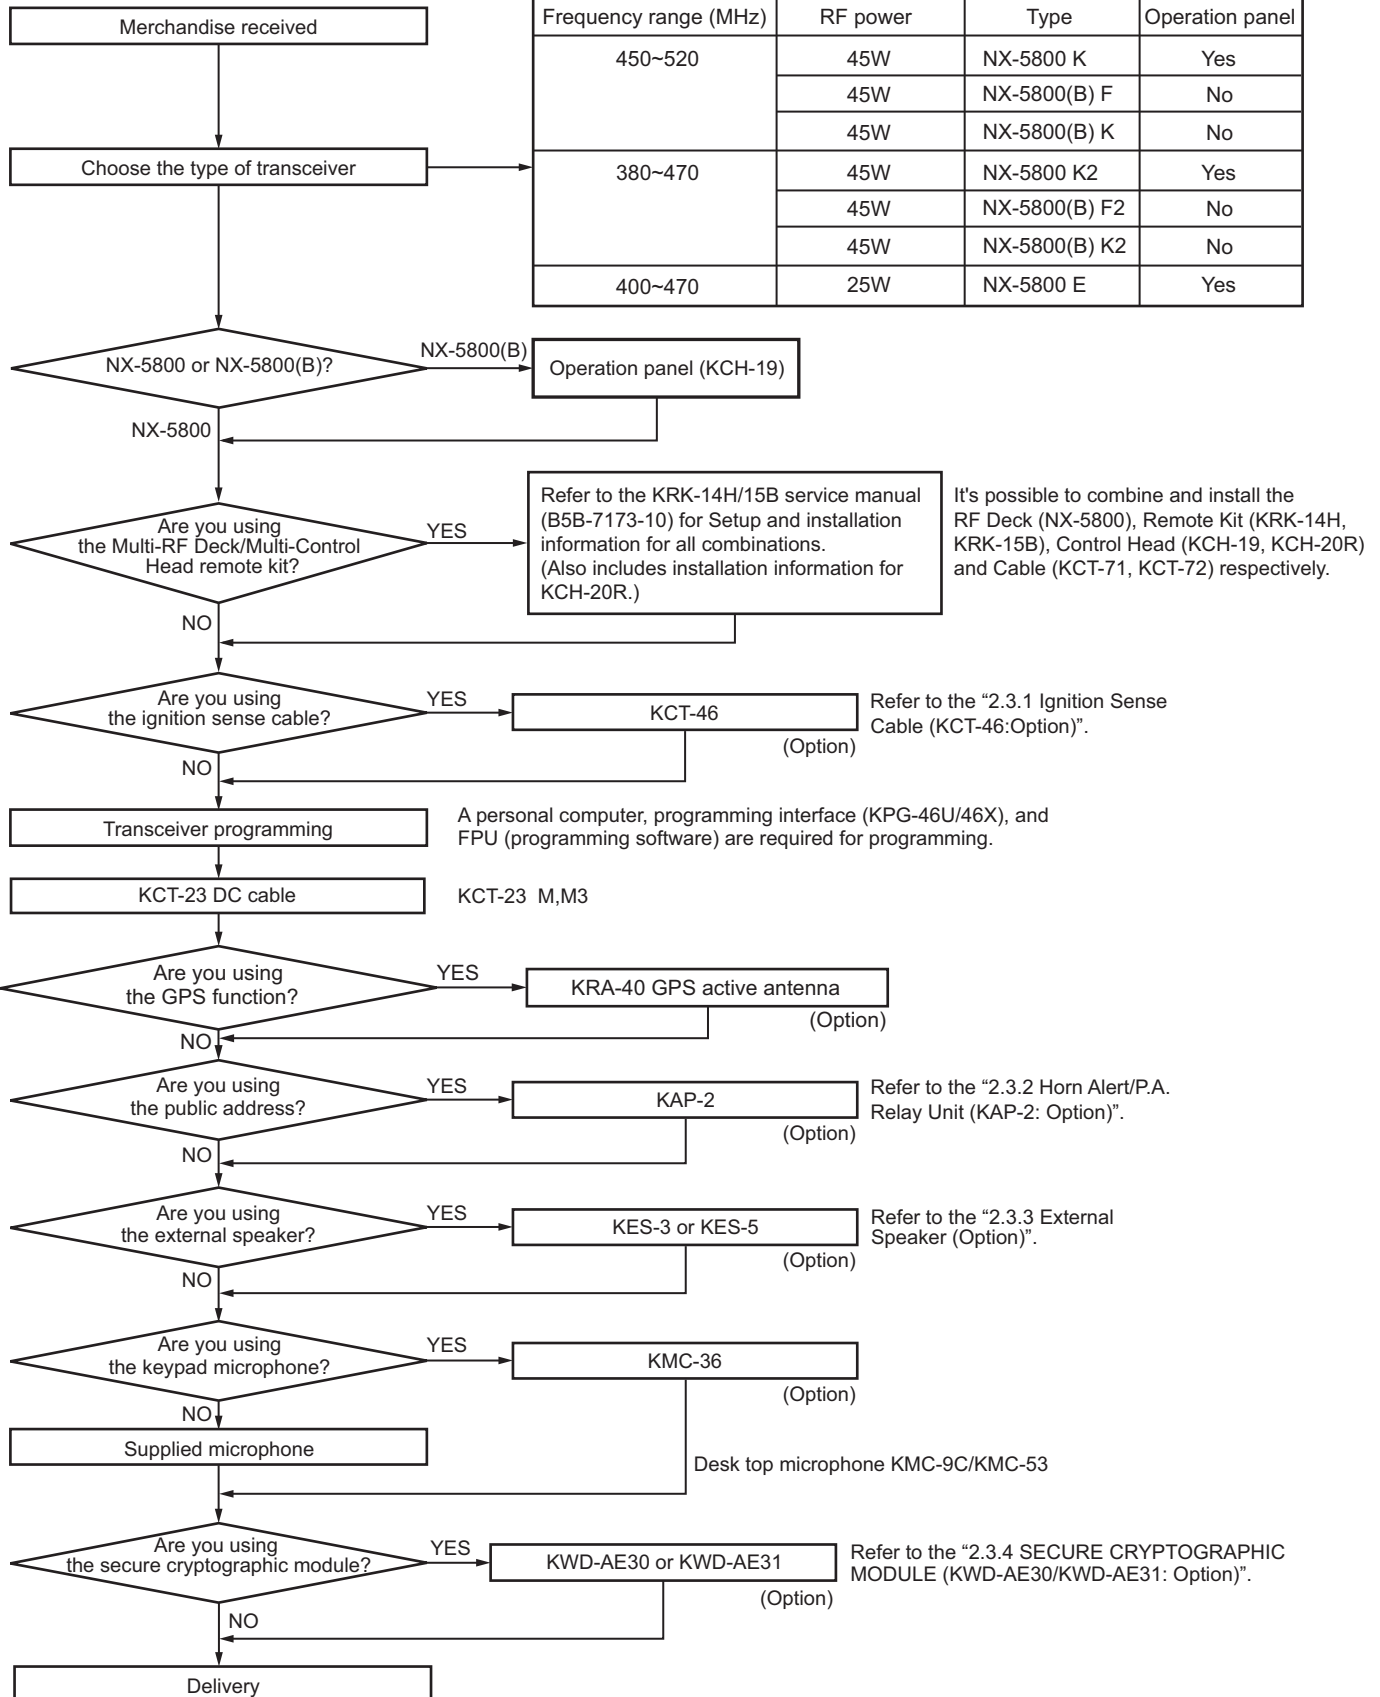 Merchandise received
Frequency range (MHz) RF power Type Operation panel
450~520 45W NX-5800 K Yes
45W NX-5800(B) F No
45W NX-5800(B) K No
Choose the type of transceiver
380~470 45W NX-5800 K2 Yes
45W NX-5800(B) F2 No
45W NX-5800(B) K2 No
400~470 25W NX-5800 E Yes
NX-5800 or NX-5800(B)?
NX-5800(B)
Operation panel (KCH-19)
NX-5800
Are you using
the Multi-RF Deck/Multi-Control
Head remote kit?
YES
Refer to the KRK-14H/15B service manual
(B5B-7173-10) for Setup and installation
information for all combinations.
(Also includes installation information for
KCH-20R.)
It's possible to combine and install the
RF Deck (NX-5800), Remote Kit (KRK-14H,
KRK-15B), Control Head (KCH-19, KCH-20R)
and Cable (KCT-71, KCT-72) respectively.
NO
Are you using
the ignition sense cable?
YES
KCT-46
(Option)
Refer to the “2.3.1 Ignition Sense
Cable (KCT-46:Option)”.
NO
Transceiver programming
A personal computer, programming interface (KPG-46U/46X), and
FPU (programming software) are required for programming.
KCT-23 DC cable
KCT-23 M,M3
Are you using
the GPS function?
YES
KRA-40 GPS active antenna
(Option)
NO
Are you using
the public address?
YES
KAP-2
(Option)
Refer to the “2.3.2 Horn Alert/P.A.
Relay Unit (KAP-2: Option)”.
NO
Are you using
the external speaker?
YES
KES-3 or KES-5
(Option)
Refer to the “2.3.3 External
Speaker (Option)”.
NO
Are you using
the keypad microphone?
YES
KMC-36
(Option)
NO
Supplied microphone
Desk top microphone KMC-9C/KMC-53
Are you using
the secure cryptographic module?
YES
KWD-AE30 or KWD-AE31
(Option)
Refer to the “2.3.4 SECURE CRYPTOGRAPHIC
MODULE (KWD-AE30/KWD-AE31: Option)”.
NO
Delivery